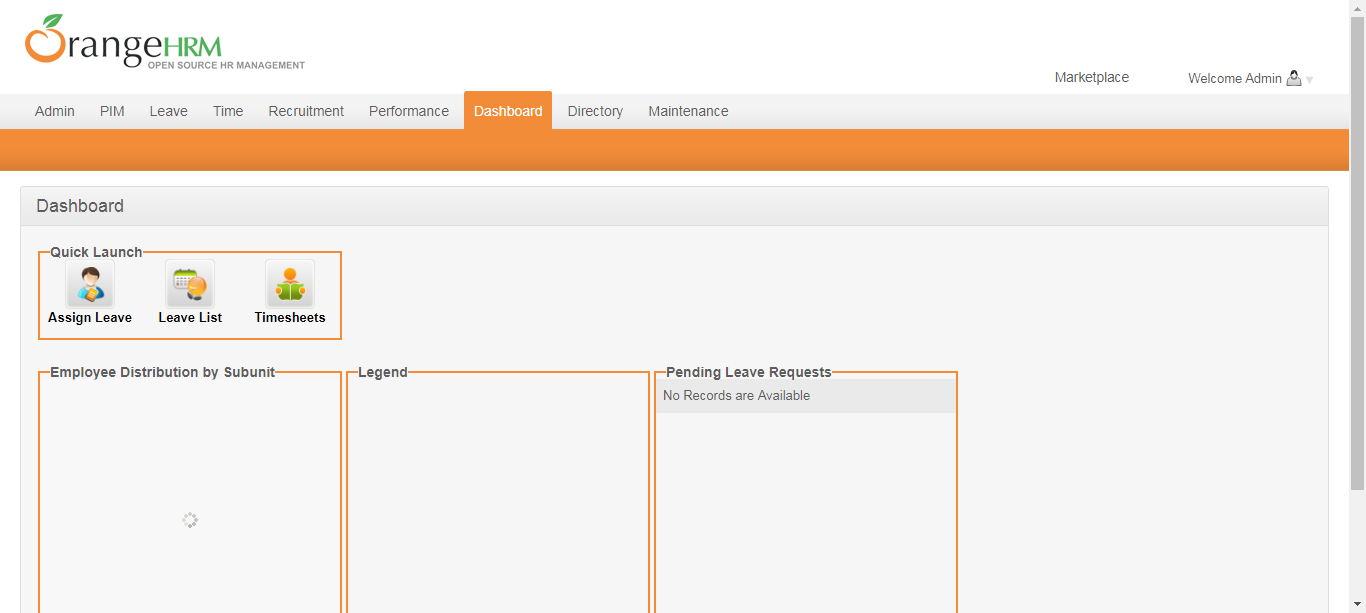 OrangeHRM
OPEN SOURCE HR MANAGEMENT
Marketplace
Welcome Admin
Admin PIM Leave Time Recruitment Performance Dashboard Directory Maintenance
Dashboard
Quick Launch
Assign Leave Leave List Timesheets
Employee Distribution by Subunit
Legend
Pending Leave Requests
No Records are Available